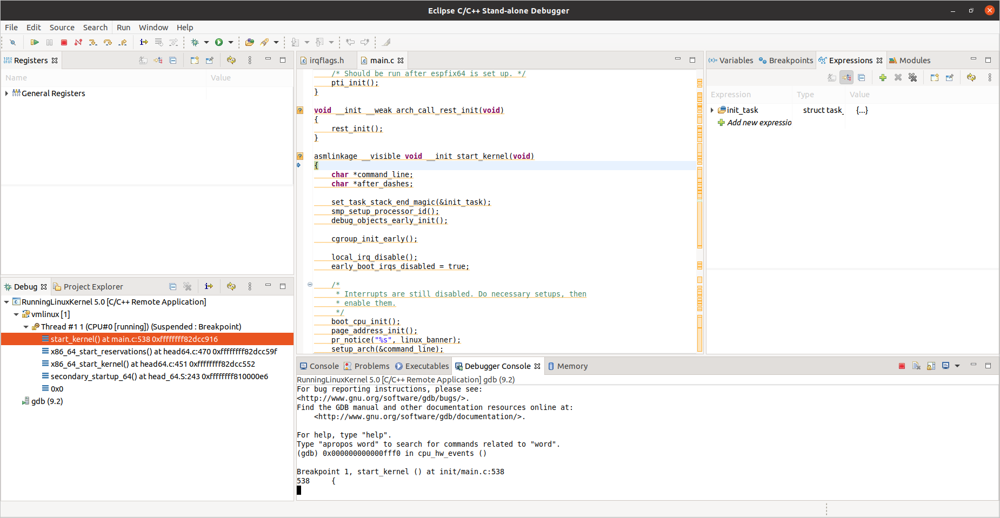 Eclipse C/C++ Stand-alone Debugger
File Edit Source Search Run Window Help
Registers
Name Value
General Registers
Debug Project Explorer
RunningLinuxKernel 5.0 [C/C++ Remote Application]
vmlinux [1]
Thread #1 1 (CPU#0 [running]) (Suspended : Breakpoint)
start_kernel() at main.c:538 0xffffffff82dcc916
x86_64_start_reservations() at head64.c:470 0xffffffff82dcc59f
x86_64_start_kernel() at head64.c:451 0xffffffff82dcc552
secondary_startup_64() at head_64.S:243 0xffffffff810000e6
0x0
gdb (9.2)
irqflags.h main.c
/* Should be run after espfix64 is set up. */
pti_init();
}
void __init __weak arch_call_rest_init(void)
{
rest_init();
}
asmlinkage __visible void __init start_kernel(void)
{
char *command_line;
char *after_dashes;
set_task_stack_end_magic(&init_task);
smp_setup_processor_id();
debug_objects_early_init();
cgroup_init_early();
local_irq_disable();
early_boot_irqs_disabled = true;
/*
* Interrupts are still disabled. Do necessary setups, then
* enable them.
*/
boot_cpu_init();
page_address_init();
pr_notice("%s", linux_banner);
setup_arch(&command_line);
Variables Breakpoints Expressions Modules
Expression Type Value
init_task struct task_ {...}
Add new expressio
Console Problems Executables Debugger Console Memory
RunningLinuxKernel 5.0 [C/C++ Remote Application] gdb (9.2)
For bug reporting instructions, please see:
<http://www.gnu.org/software/gdb/bugs/>.
Find the GDB manual and other documentation resources online at:
<http://www.gnu.org/software/gdb/documentation/>.
For help, type "help".
Type "apropos word" to search for commands related to "word".
(gdb) 0x000000000000fff0 in cpu_hw_events ()
Breakpoint 1, start_kernel () at init/main.c:538
538 {